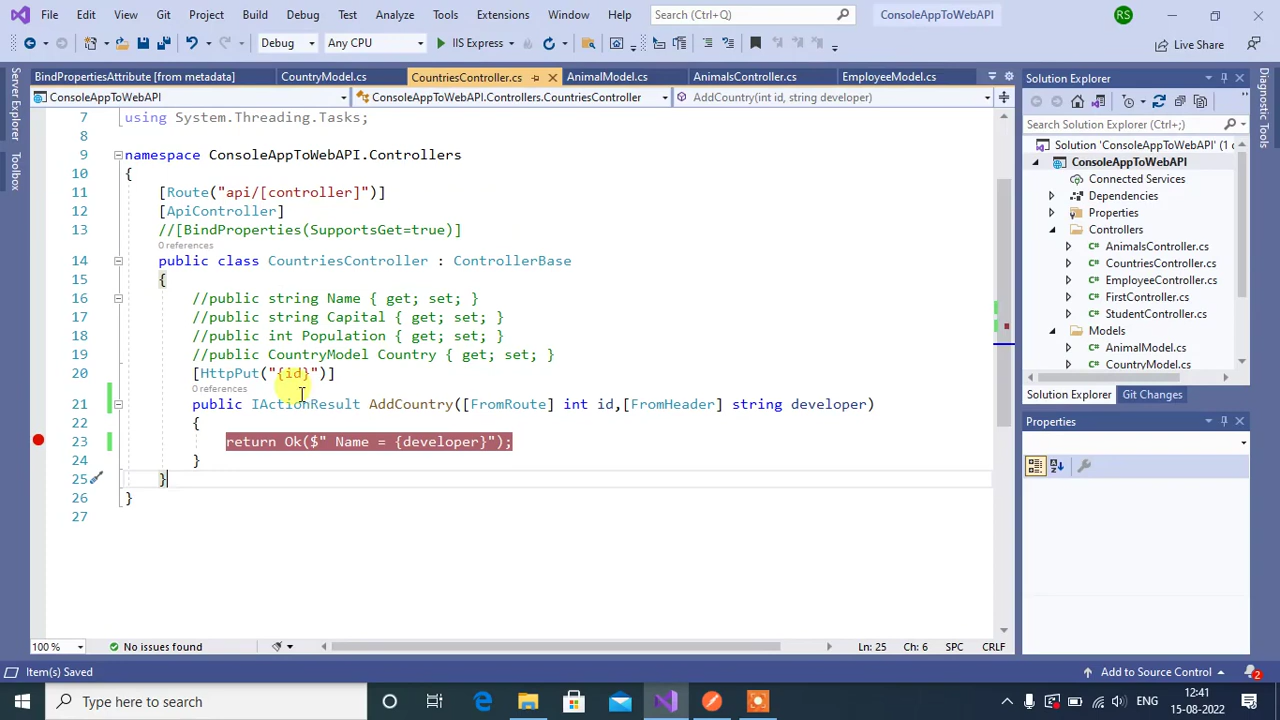 File Edit View Git Project Build Debug Test Analyze Tools Extensions Window Help Search (Ctrl+Q) ConsoleAppToWebAPI RS
Debug Any CPU IIS Express Live Share
Server Explorer
Toolbox
BindPropertiesAttribute [from metadata] CountryModel.cs CountriesController.cs AnimalModel.cs AnimalsController.cs EmployeeModel.cs
ConsoleAppToWebAPI ConsoleAppToWebAPI.Controllers.CountriesController AddCountry(int id, string developer)
7 using System.Threading.Tasks;
8
9 namespace ConsoleAppToWebAPI.Controllers
10 {
11 [Route("api/[controller]")]
12 [ApiController]
13 //[BindProperties(SupportsGet=true)]
0 references
14 public class CountriesController : ControllerBase
15 {
16 //public string Name { get; set; }
17 //public string Capital { get; set; }
18 //public int Population { get; set; }
19 //public CountryModel Country { get; set; }
20 [HttpPut("{id}")]
0 references
21 public IActionResult AddCountry([FromRoute] int id,[FromHeader] string developer)
22 {
23 return Ok($" Name = {developer}");
24 }
25 }
26 }
27
100 % No issues found Ln: 25 Ch: 6 SPC CRLF
Solution Explorer
Search Solution Explorer (Ctrl+;)
Solution 'ConsoleAppToWebAPI' (1
ConsoleAppToWebAPI
Connected Services
Dependencies
Properties
Controllers
C# AnimalsController.cs
C# CountriesController.cs
C# EmployeeController.cs
C# FirstController.cs
C# StudentController.cs
Models
C# AnimalModel.cs
C# CountryModel.cs
Solution Explorer Git Changes
Properties
Diagnostic Tools
Item(s) Saved Add to Source Control 2
Type here to search ENG 12:41
15-08-2022